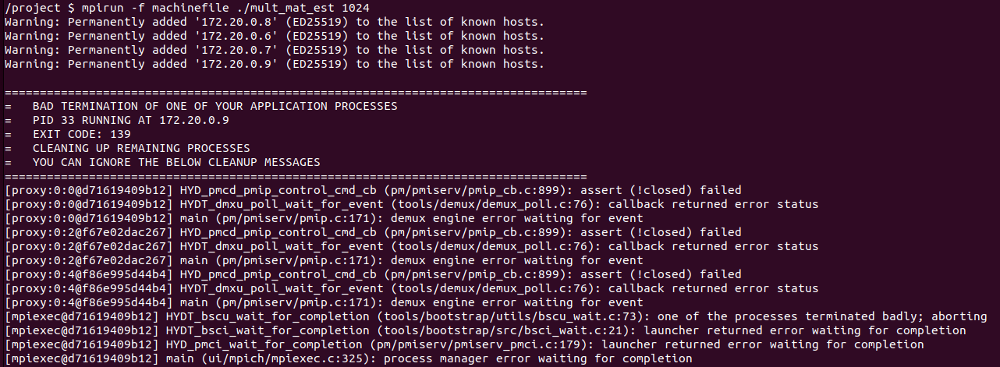 /project $ mpirun -f machinefile ./mult_mat_est 1024
Warning: Permanently added '172.20.0.8' (ED25519) to the list of known hosts.
Warning: Permanently added '172.20.0.6' (ED25519) to the list of known hosts.
Warning: Permanently added '172.20.0.7' (ED25519) to the list of known hosts.
Warning: Permanently added '172.20.0.9' (ED25519) to the list of known hosts.
===================================================================================
=   BAD TERMINATION OF ONE OF YOUR APPLICATION PROCESSES
=   PID 33 RUNNING AT 172.20.0.9
=   EXIT CODE: 139
=   CLEANING UP REMAINING PROCESSES
=   YOU CAN IGNORE THE BELOW CLEANUP MESSAGES
===================================================================================
[proxy:0:0@d71619409b12] HYD_pmcd_pmip_control_cmd_cb (pm/pmiserv/pmip_cb.c:899): assert (!closed) failed
[proxy:0:0@d71619409b12] HYDT_dmxu_poll_wait_for_event (tools/demux/demux_poll.c:76): callback returned error status
[proxy:0:0@d71619409b12] main (pm/pmiserv/pmip.c:171): demux engine error waiting for event
[proxy:0:2@f67e02dac267] HYD_pmcd_pmip_control_cmd_cb (pm/pmiserv/pmip_cb.c:899): assert (!closed) failed
[proxy:0:2@f67e02dac267] HYDT_dmxu_poll_wait_for_event (tools/demux/demux_poll.c:76): callback returned error status
[proxy:0:2@f67e02dac267] main (pm/pmiserv/pmip.c:171): demux engine error waiting for event
[proxy:0:4@f86e995d44b4] HYD_pmcd_pmip_control_cmd_cb (pm/pmiserv/pmip_cb.c:899): assert (!closed) failed
[proxy:0:4@f86e995d44b4] HYDT_dmxu_poll_wait_for_event (tools/demux/demux_poll.c:76): callback returned error status
[proxy:0:4@f86e995d44b4] main (pm/pmiserv/pmip.c:171): demux engine error waiting for event
[mpiexec@d71619409b12] HYDT_bscu_wait_for_completion (tools/bootstrap/utils/bscu_wait.c:73): one of the processes terminated badly; aborting
[mpiexec@d71619409b12] HYDT_bsci_wait_for_completion (tools/bootstrap/src/bsci_wait.c:21): launcher returned error waiting for completion
[mpiexec@d71619409b12] HYD_pmci_wait_for_completion (pm/pmiserv/pmiserv_pmci.c:179): launcher returned error waiting for completion
[mpiexec@d71619409b12] main (ui/mpich/mpiexec.c:325): process manager error waiting for completion